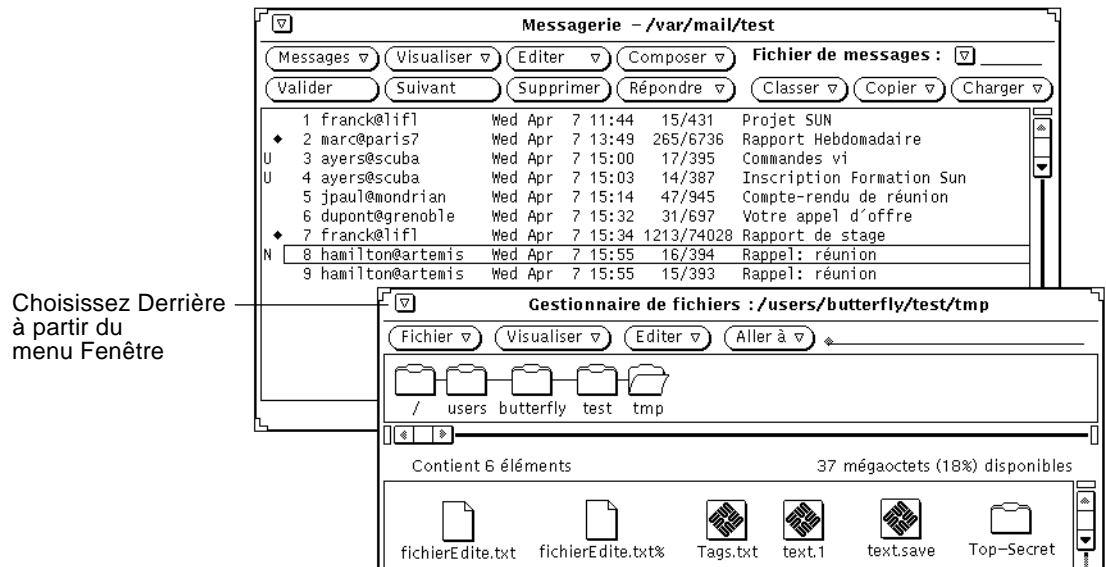 Messagerie – /var/mail/test
Messages Visualiser Editer Composer Fichier de messages :
Valider Suivant Supprimer Répondre Classer Copier Charger
1 franck@lifl Wed Apr 7 11:44 15/431 Projet SUN
2 marc@paris7 Wed Apr 7 13:49 265/6736 Rapport Hebdomadaire
U 3 ayers@scuba Wed Apr 7 15:00 17/395 Commandes vi
U 4 ayers@scuba Wed Apr 7 15:03 14/387 Inscription Formation Sun
5 jpaul@mondrian Wed Apr 7 15:14 47/945 Compte-rendu de réunion
6 dupont@grenoble Wed Apr 7 15:32 31/697 Votre appel d´offre
7 franck@lifl Wed Apr 7 15:34 1213/74028 Rapport de stage
N 8 hamilton@artemis Wed Apr 7 15:55 16/394 Rappel: réunion
9 hamilton@artemis Wed Apr 7 15:55 15/393 Rappel: réunion
Choisissez Derrière
à partir du
menu Fenêtre
Gestionnaire de fichiers : /users/butterfly/test/tmp
Fichier Visualiser Editer Aller à
/ users butterfly test tmp
Contient 6 éléments 37 mégaoctets (18%) disponibles
fichierEdite.txt fichierEdite.txt% Tags.txt text.1 text.save Top-Secret